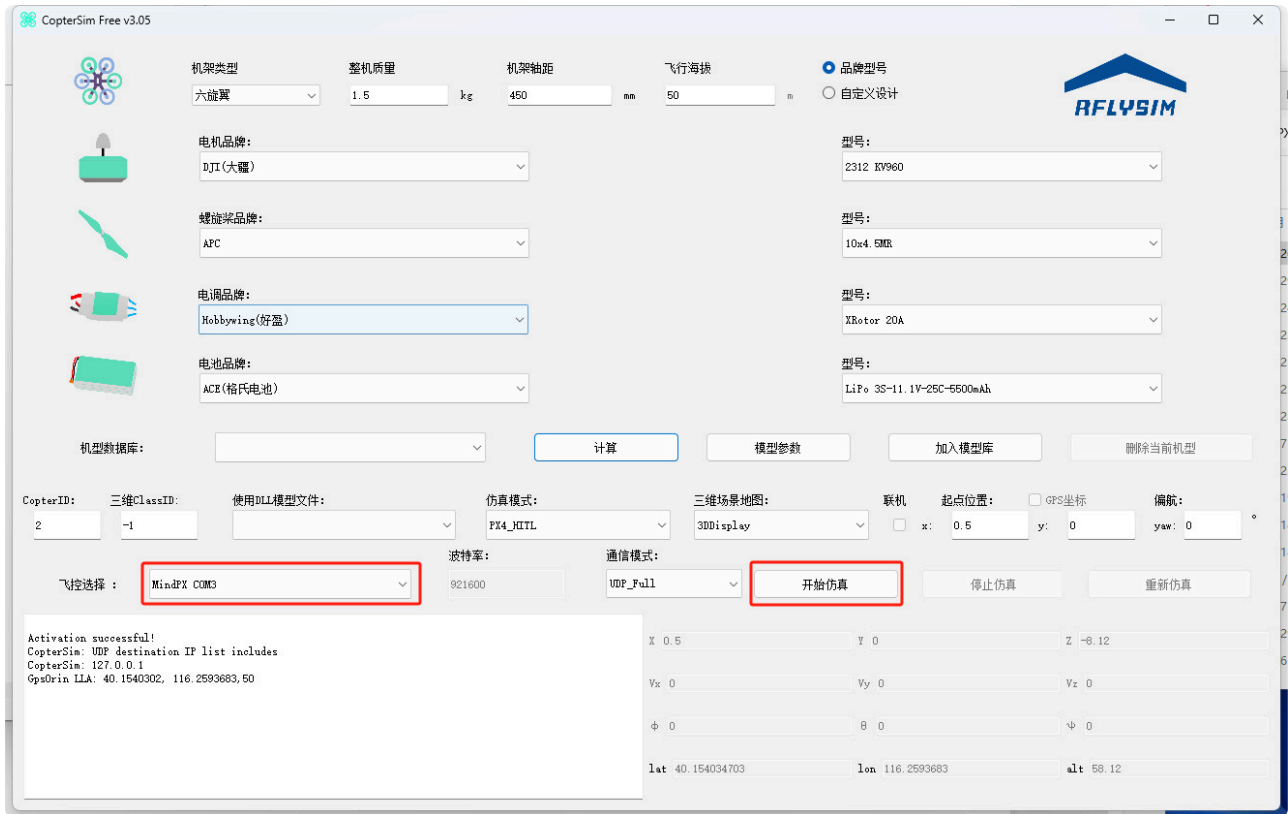 CopterSim Free v3.05
机架类型 整机质量 机架轴距 飞行海拔 品牌型号
六旋翼 1.5 kg 450 mm 50 m 自定义设计
RFLYSIM
电机品牌: 型号:
DJI(大疆) 2312 KV960
螺旋桨品牌: 型号:
APC 10x4.5MR
电调品牌: 型号:
Hobbywing(好盈) XRotor 20A
电池品牌: 型号:
ACE(格氏电池) LiPo 3S-11.1V-25C-5500mAh
机型数据库: 计算 模型参数 加入模型库 删除当前机型
CopterID: 三维ClassID: 使用DLL模型文件: 仿真模式: 三维场景地图: 联机 起点位置: GPS坐标 偏航:
2 -1 PX4_HITL 3DDisplay x: 0.5 y: 0 yaw: 0 °
波特率: 通信模式:
飞控选择 : MindPX COM3 921600 UDP_Full 开始仿真 停止仿真 重新仿真
Activation successful!
CopterSim: UDP destination IP list includes
CopterSim: 127.0.0.1
GpsOrin LLA: 40.1540302, 116.2593683,50
X 0.5 Y 0 Z -8.12
Vx 0 Vy 0 Vz 0
ϕ 0 θ 0 ψ 0
lat 40.154034703 lon 116.2593683 alt 58.12